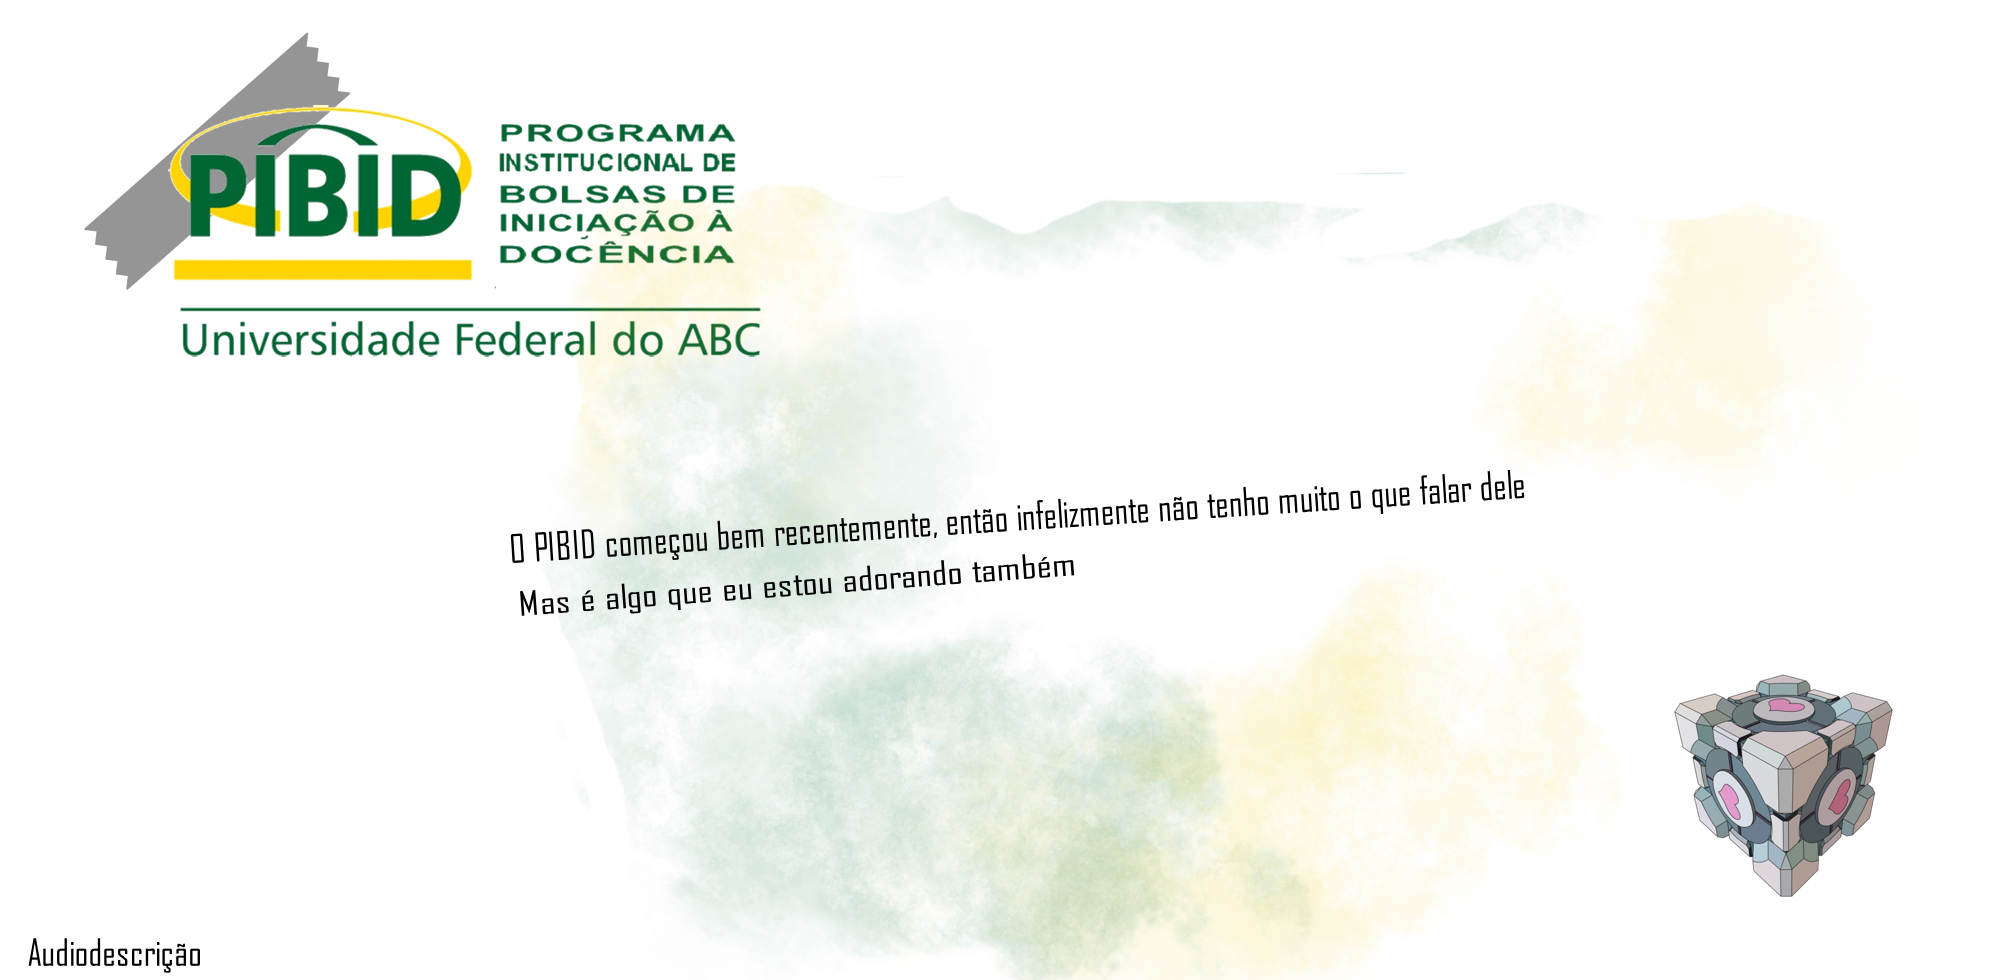 PIBID
PROGRAMA
INSTITUCIONAL DE
BOLSAS DE
INICIAÇÃO À
DOCÊNCIA
Universidade Federal do ABC
O PIBID começou bem recentemente, então infelizmente não tenho muito o que falar dele
Mas é algo que eu estou adorando também
Audiodescrição